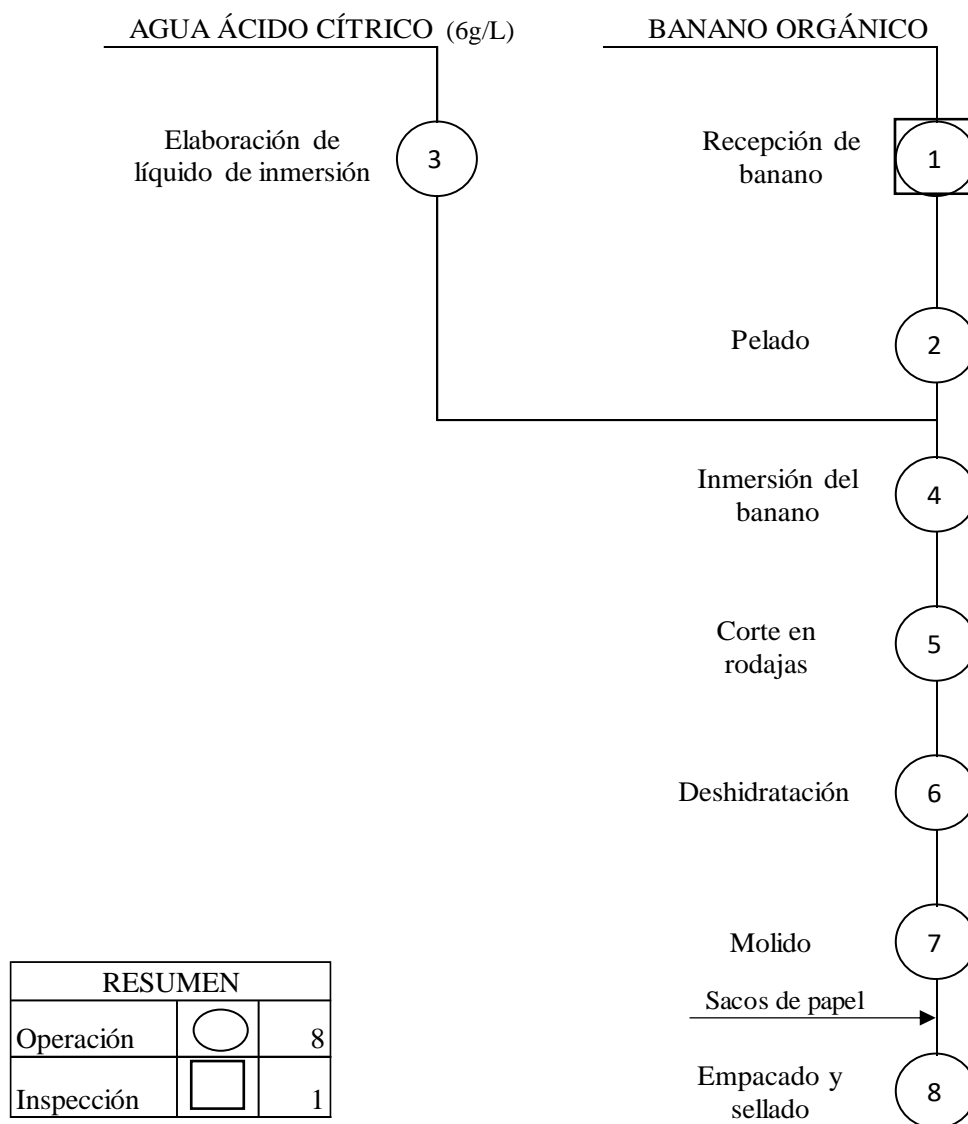 AGUA ÁCIDO CÍTRICO (6g/L)
BANANO ORGÁNICO
Elaboración de
líquido de inmersión
3
Recepción de
banano
1
Pelado
2
Inmersión del
banano
4
Corte en
rodajas
5
Deshidratación
6
Molido
7
Sacos de papel
Empacado y
sellado
8
RESUMEN
Operación 8
Inspección 1